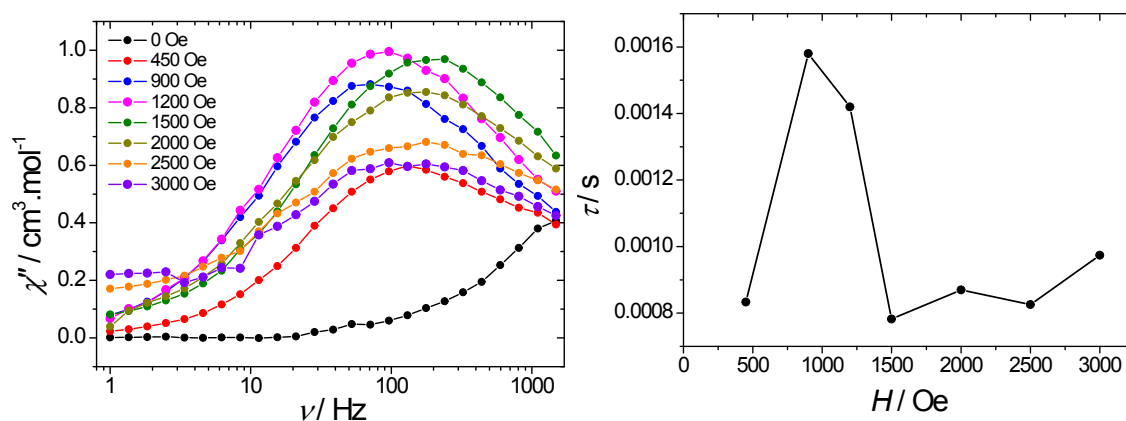 χ'' / cm³.mol⁻¹
1.0
0.8
0.6
0.4
0.2
0.0
0 Oe
450 Oe
900 Oe
1200 Oe
1500 Oe
2000 Oe
2500 Oe
3000 Oe
1 10 100 1000
ν / Hz
τ / s
0.0016
0.0014
0.0012
0.0010
0.0008
0 500 1000 1500 2000 2500 3000
H / Oe